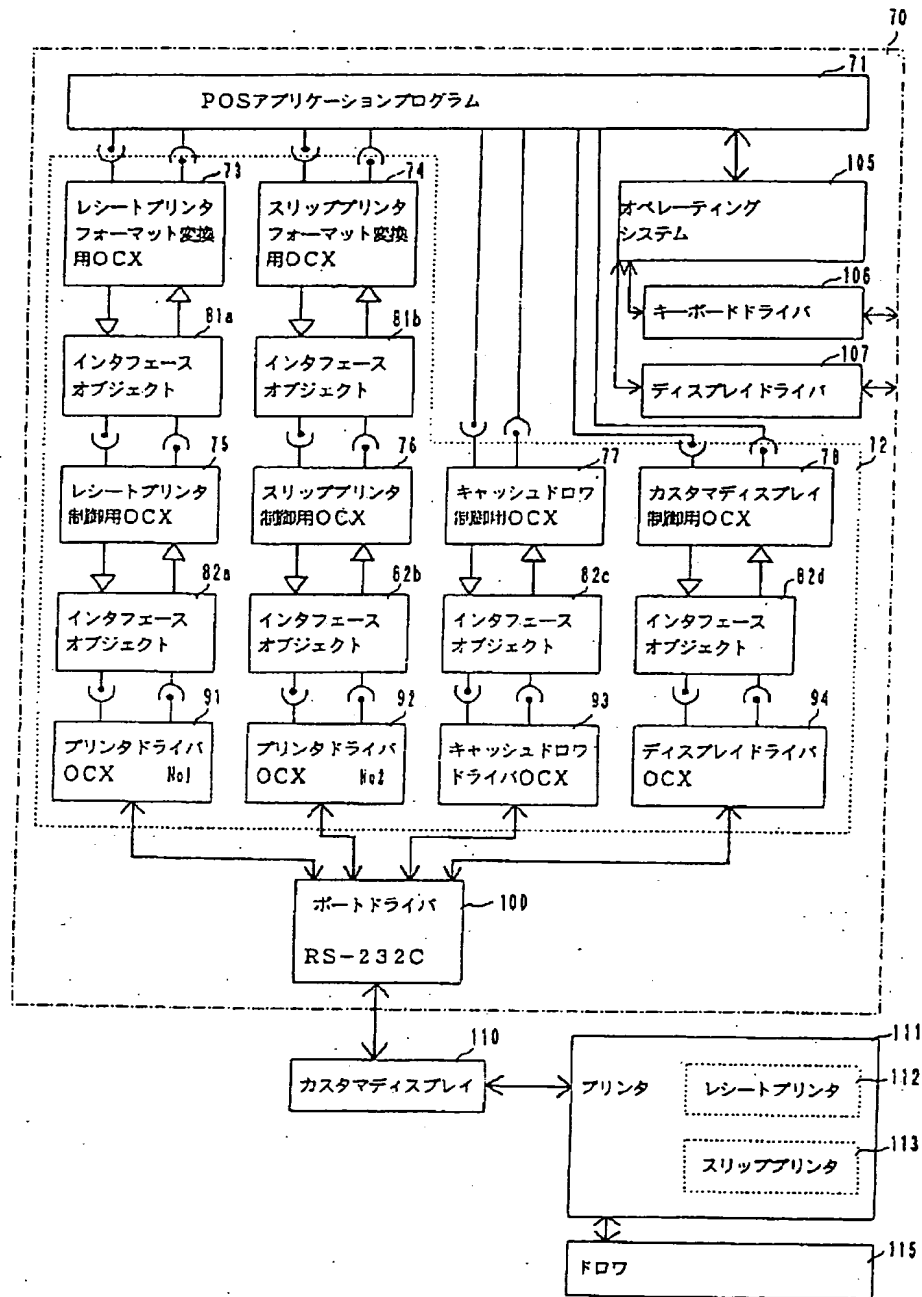 70
71
POSアプリケーションプログラム
73
74
レシートプリンタ
フォーマット変換
用OCX
スリッププリンタ
フォーマット変換
用OCX
105
オペレーティング
システム
106
キーボードドライバ
107
ディスプレイドライバ
81a
81b
インタフェース
オブジェクト
インタフェース
オブジェクト
75
76
77
78
12
レシートプリンタ
制御用OCX
スリッププリンタ
制御用OCX
キャッシュドロワ
制御用OCX
カスタマディスプレイ
制御用OCX
82a
82b
82c
82d
インタフェース
オブジェクト
インタフェース
オブジェクト
インタフェース
オブジェクト
インタフェース
オブジェクト
91
92
93
94
プリンタドライバ
OCX No1
プリンタドライバ
OCX No2
キャッシュドロワ
ドライバOCX
ディスプレイドライバ
OCX
100
ポートドライバ
RS-232C
110
カスタマディスプレイ
111
プリンタ
112
レシートプリンタ
113
スリッププリンタ
115
ドロワ